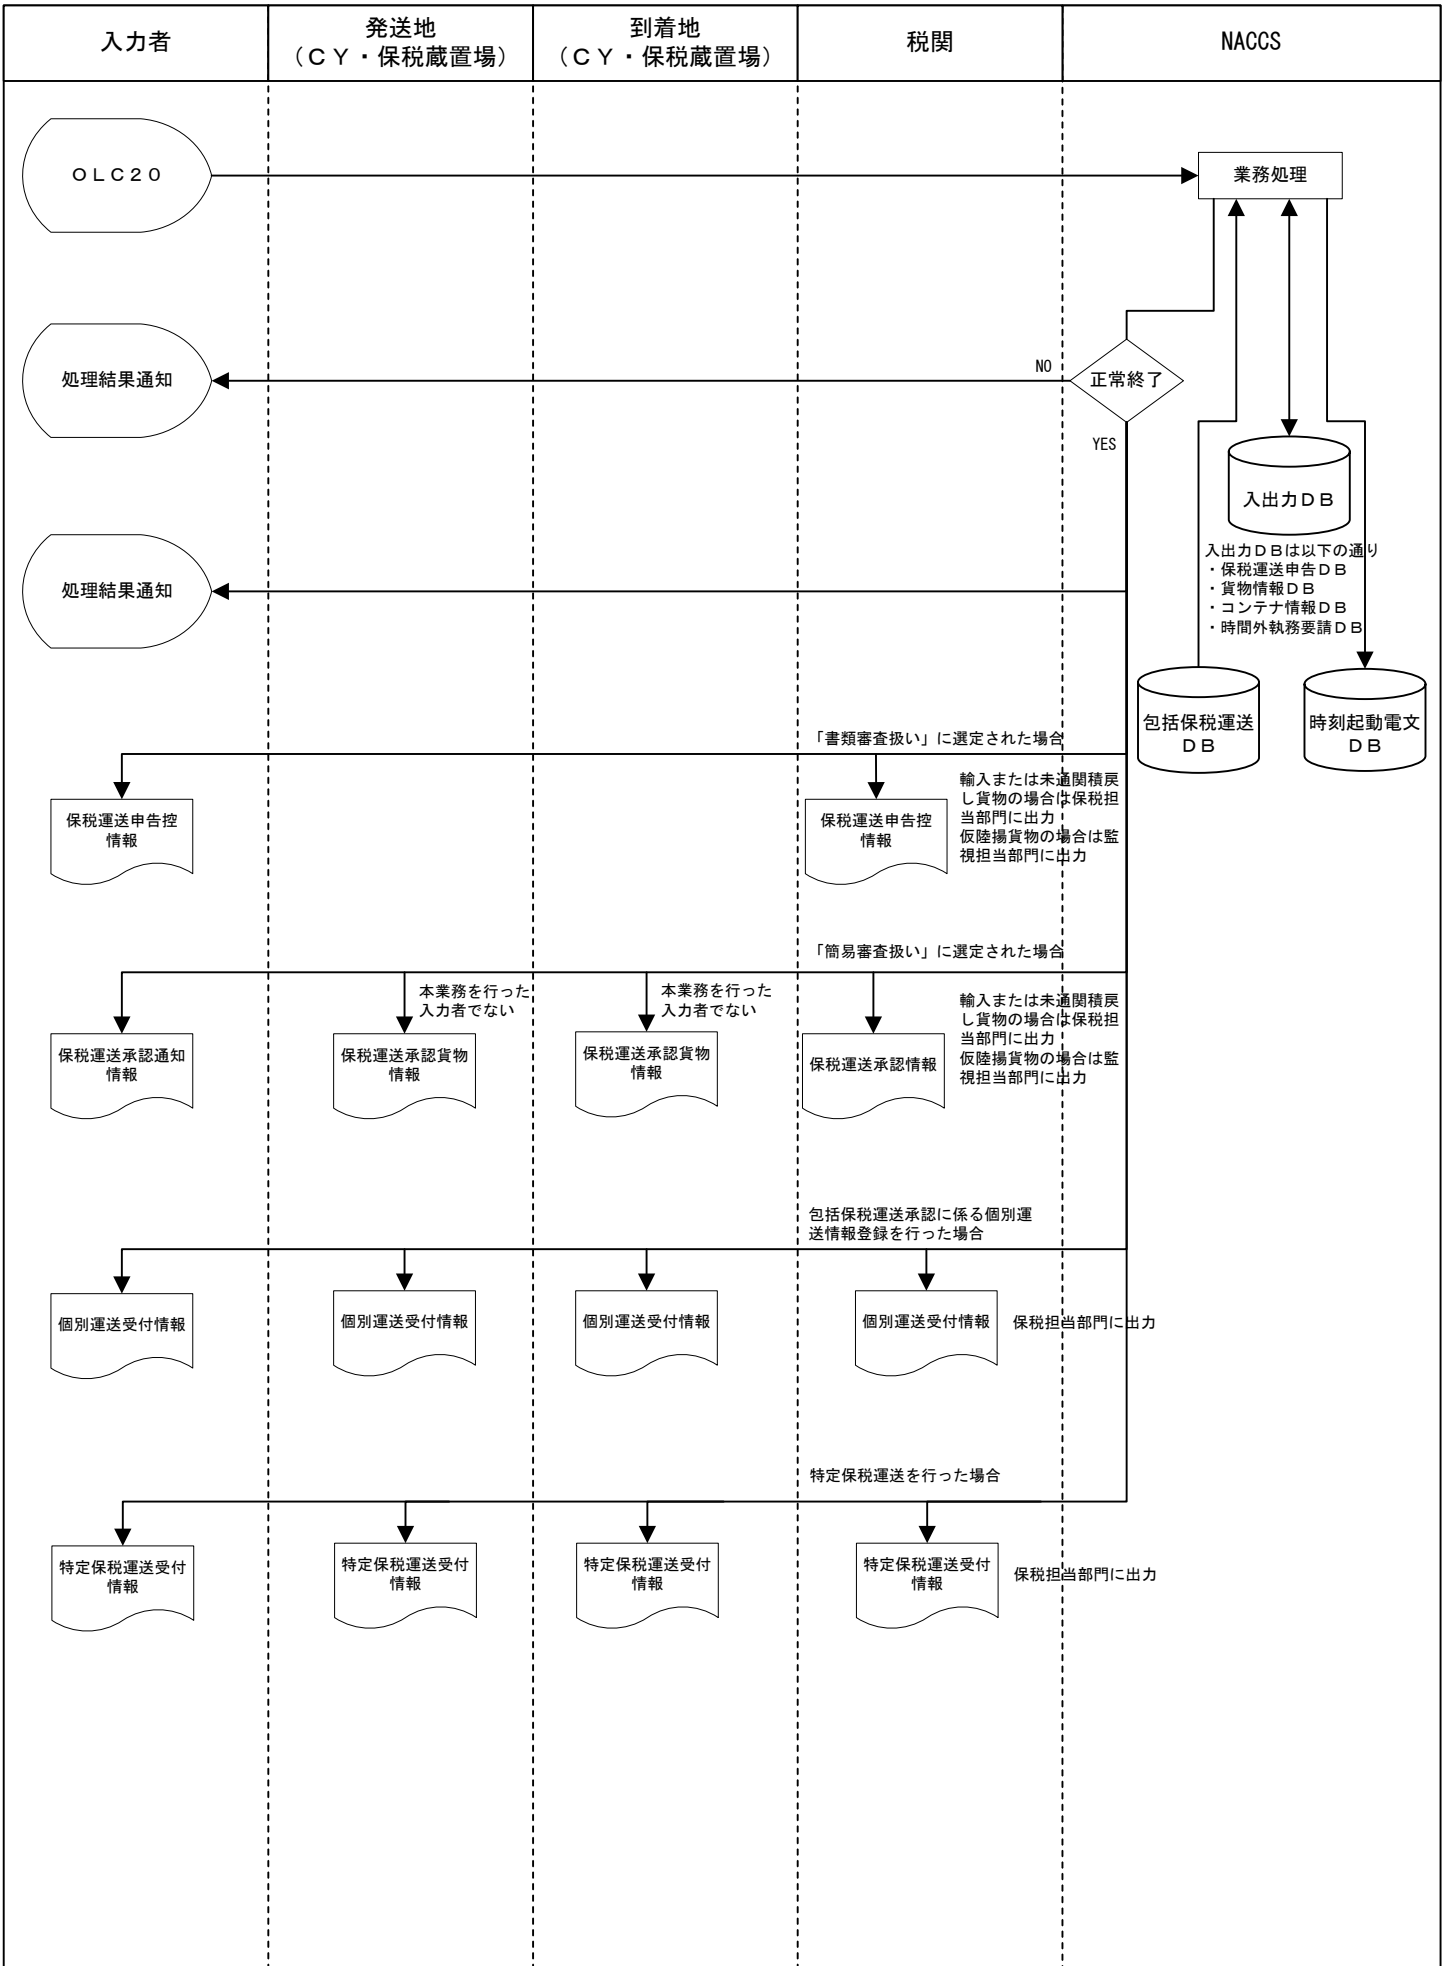 入力者
発送地
（ＣＹ・保税蔵置場）
到着地
（ＣＹ・保税蔵置場）
税関
NACCS
ＯＬＣ２０
業務処理
処理結果通知
NO
正常終了
YES
入出力ＤＢ
入出力ＤＢは以下の通り
・保税運送申告ＤＢ
・貨物情報ＤＢ
・コンテナ情報ＤＢ
・時間外執務要請ＤＢ
処理結果通知
包括保税運送
ＤＢ
時刻起動電文
ＤＢ
「書類審査扱い」に選定された場合
保税運送申告控
情報
保税運送申告控
情報
輸入または未通関積戻
し貨物の場合は保税担
当部門に出力
仮陸揚貨物の場合は監
視担当部門に出力
「簡易審査扱い」に選定された場合
本業務を行った
入力者でない
本業務を行った
入力者でない
保税運送承認通知
情報
保税運送承認貨物
情報
保税運送承認貨物
情報
保税運送承認情報
輸入または未通関積戻
し貨物の場合は保税担
当部門に出力
仮陸揚貨物の場合は監
視担当部門に出力
包括保税運送承認に係る個別運
送情報登録を行った場合
個別運送受付情報
個別運送受付情報
個別運送受付情報
個別運送受付情報
保税担当部門に出力
特定保税運送を行った場合
特定保税運送受付
情報
特定保税運送受付
情報
特定保税運送受付
情報
特定保税運送受付
情報
保税担当部門に出力